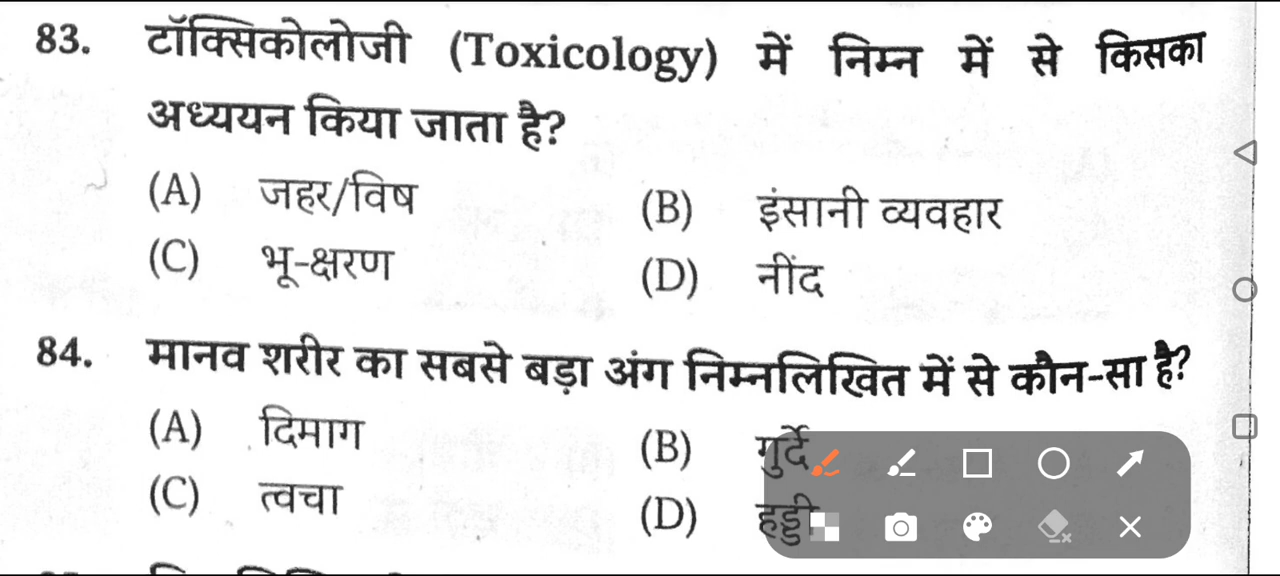 83. टॉक्सिकोलोजी (Toxicology) में निम्न में से किसका
अध्ययन किया जाता है?
(A) जहर/विष (B) इंसानी व्यवहार
(C) भू-क्षरण (D) नींद
84. मानव शरीर का सबसे बड़ा अंग निम्नलिखित में से कौन-सा है?
(A) दिमाग (B) गुर्दे
(C) त्वचा (D) हड्डी